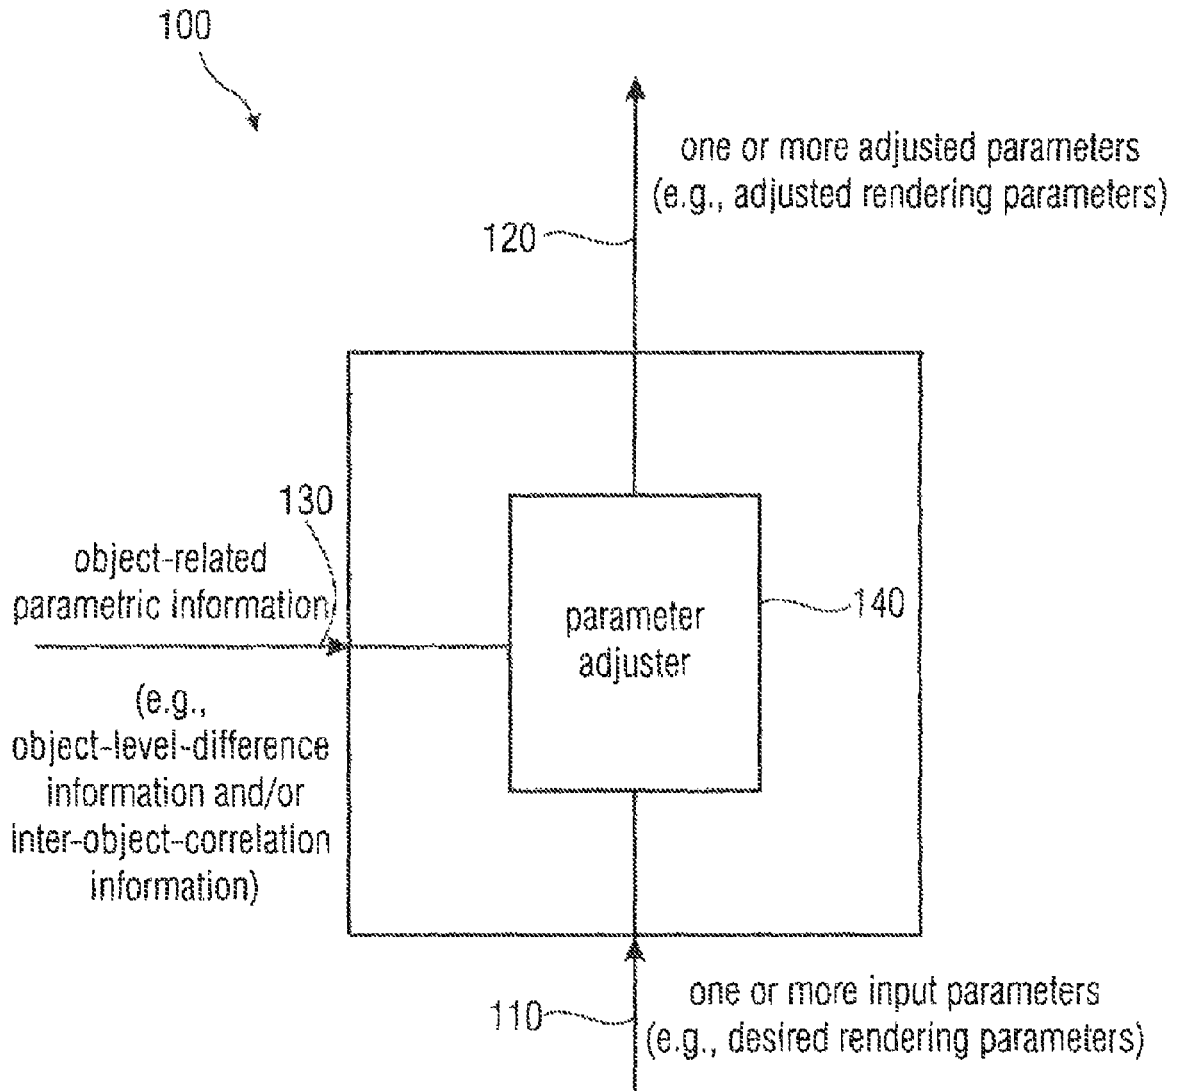 100
one or more adjusted parameters
(e.g., adjusted rendering parameters)
120
130
object-related
parametric information
(e.g.,
object-level-difference
information and/or
inter-object-correlation
information)
parameter
adjuster
140
one or more input parameters
(e.g., desired rendering parameters)
110